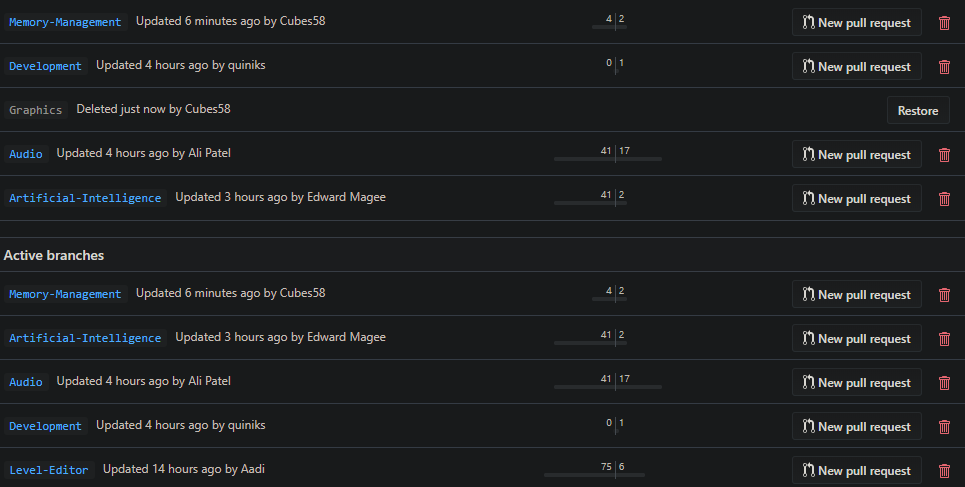 Memory-Management Updated 6 minutes ago by Cubes58 4 2 New pull request
Development Updated 4 hours ago by quiniks 0 1 New pull request
Graphics Deleted just now by Cubes58 Restore
Audio Updated 4 hours ago by Ali Patel 41 17 New pull request
Artificial-Intelligence Updated 3 hours ago by Edward Magee 41 2 New pull request
Active branches
Memory-Management Updated 6 minutes ago by Cubes58 4 2 New pull request
Artificial-Intelligence Updated 3 hours ago by Edward Magee 41 2 New pull request
Audio Updated 4 hours ago by Ali Patel 41 17 New pull request
Development Updated 4 hours ago by quiniks 0 1 New pull request
Level-Editor Updated 14 hours ago by Aadi 75 6 New pull request